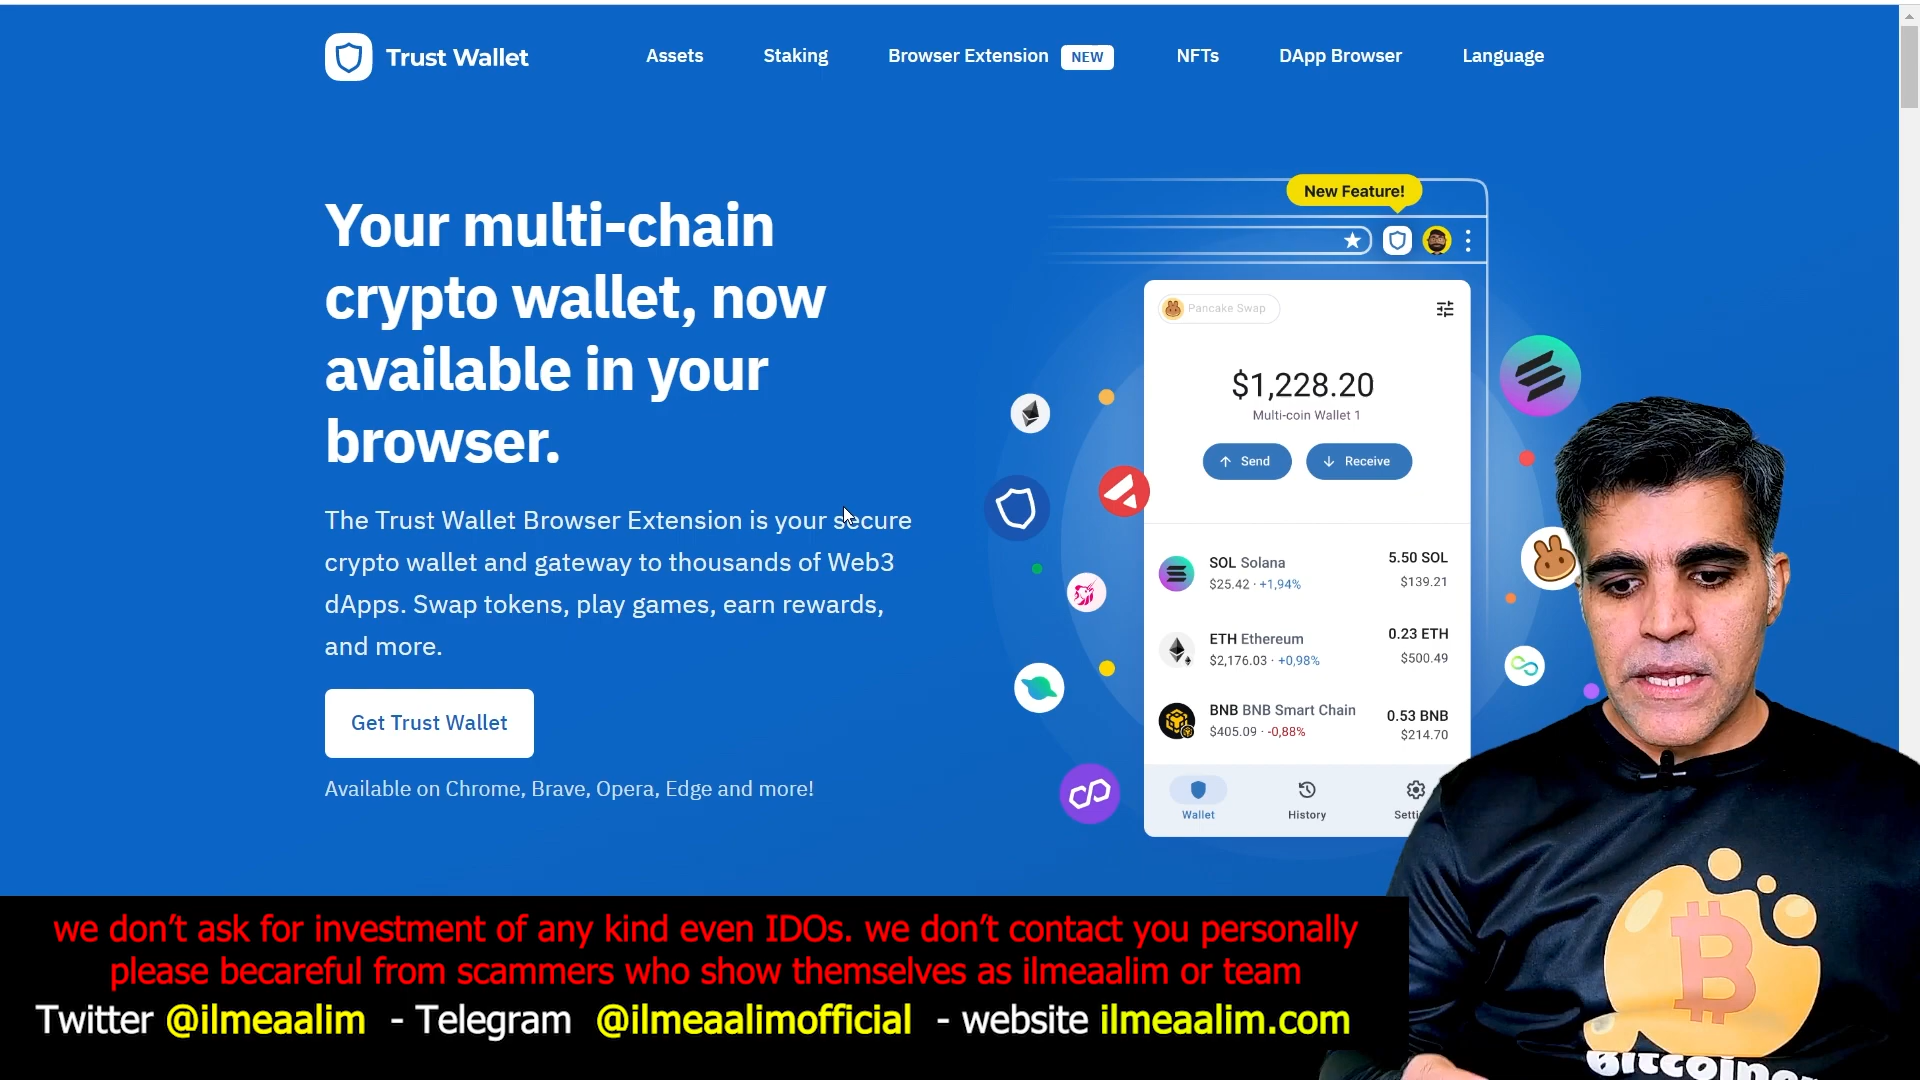 Trust Wallet
Assets
Staking
Browser Extension NEW
NFTs
DApp Browser
Language
Your multi-chain
crypto wallet, now
available in your
browser.
The Trust Wallet Browser Extension is your secure
crypto wallet and gateway to thousands of Web3
dApps. Swap tokens, play games, earn rewards,
and more.
Get Trust Wallet
Available on Chrome, Brave, Opera, Edge and more!
New Feature!
Pancake Swap
$1,228.20
Multi-coin Wallet 1
Send
Receive
SOL Solana 5.50 SOL
$25.42 · +1,94% $139.21
ETH Ethereum 0.23 ETH
$2,176.03 · +0,98% $500.49
BNB BNB Smart Chain 0.53 BNB
$405.09 · -0,88% $214.70
Wallet
History
we don't ask for investment of any kind even IDOs. we don't contact you personally
please becareful from scammers who show themselves as ilmeaalim or team
Twitter @ilmeaalim - Telegram @ilmeaalimofficial - website ilmeaalim.com